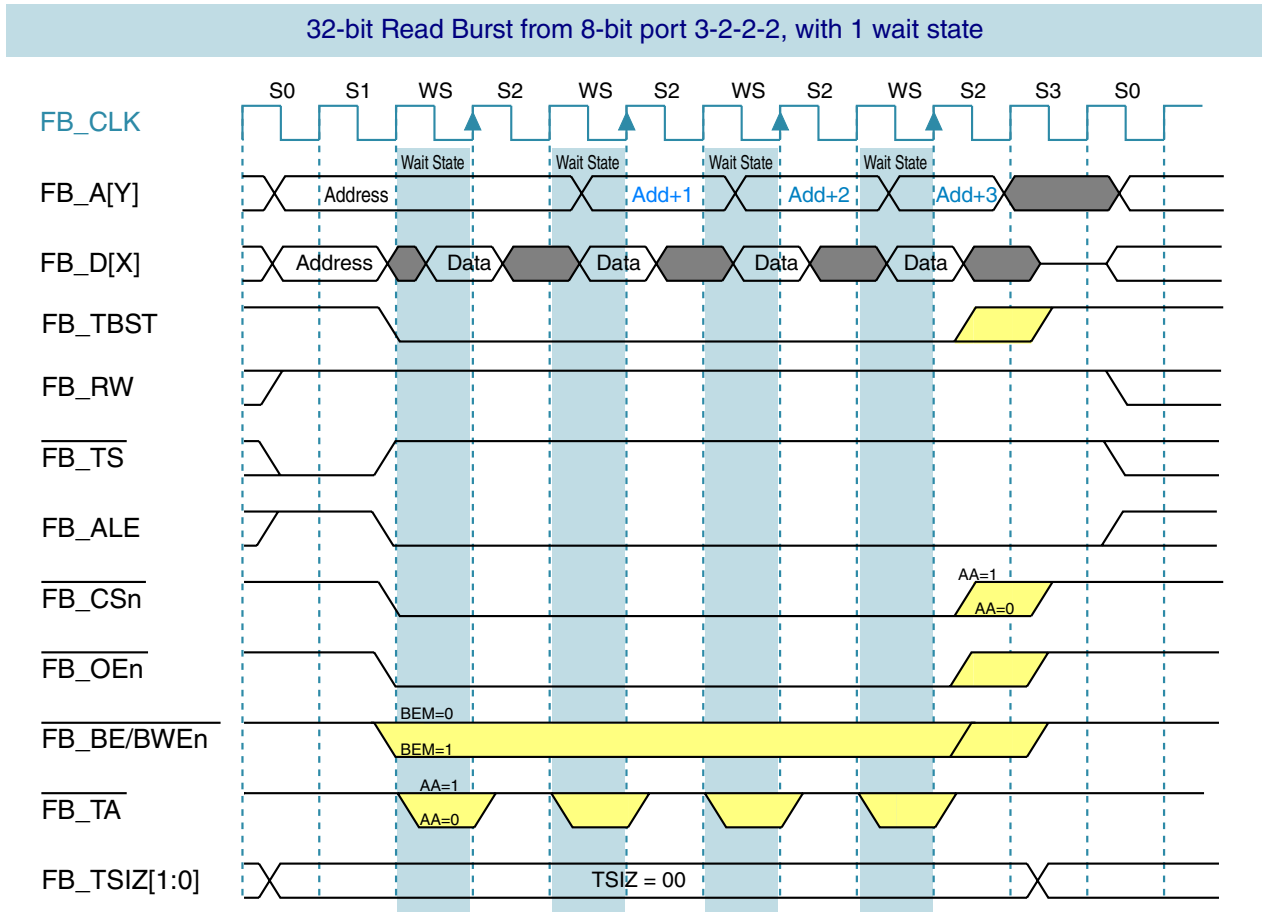 32-bit Read Burst from 8-bit port 3-2-2-2, with 1 wait state
S0 S1 WS S2 WS S2 WS S2 WS S2 S3 S0
FB_CLK
Wait State Wait State Wait State Wait State
FB_A[Y] Address Add+1 Add+2 Add+3
FB_D[X] Address Data Data Data Data
FB_TBST
FB_RW
FB_TS
FB_ALE
AA=1
FB_CSn AA=0
FB_OEn
BEM=0
FB_BE/BWEn
BEM=1
AA=1
FB_TA
AA=0
FB_TSIZ[1:0] TSIZ = 00